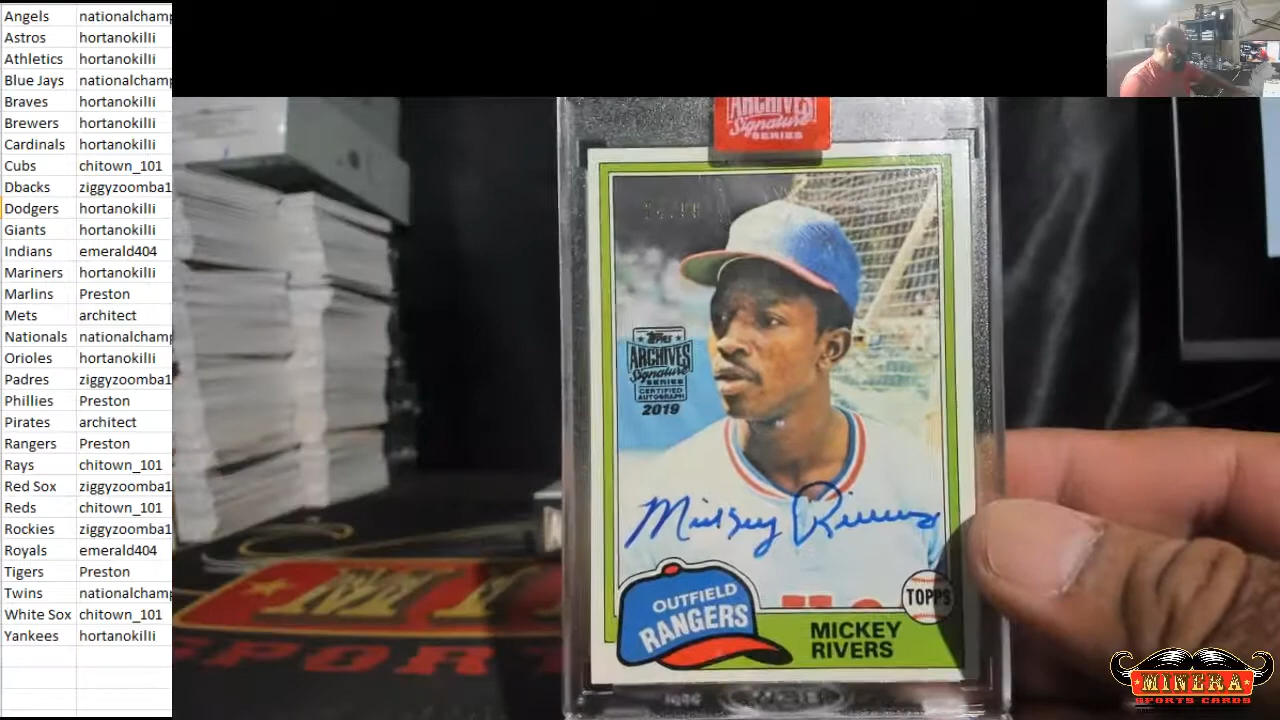 Angels nationalchamp
Astros hortanokilli
Athletics hortanokilli
Blue Jays nationalchamp
Braves hortanokilli
Brewers hortanokilli
Cardinals hortanokilli
Cubs chitown_101
Dbacks ziggyzoomba1
Dodgers hortanokilli
Giants hortanokilli
Indians emerald404
Mariners hortanokilli
Marlins Preston
Mets architect
Nationals nationalchamp
Orioles hortanokilli
Padres ziggyzoomba1
Phillies Preston
Pirates architect
Rangers Preston
Rays chitown_101
Red Sox ziggyzoomba1
Reds chitown_101
Rockies ziggyzoomba1
Royals emerald404
Tigers Preston
Twins nationalchamp
White Sox chitown_101
Yankees hortanokilli
ARCHIVES
Signature
SERIES
TOPPS
ARCHIVES
Signature
SERIES
CERTIFIED
AUTOGRAPH
2019
Mickey Rivers
OUTFIELD
RANGERS
TOPPS
MICKEY
RIVERS
MINERA
SPORTS CARDS